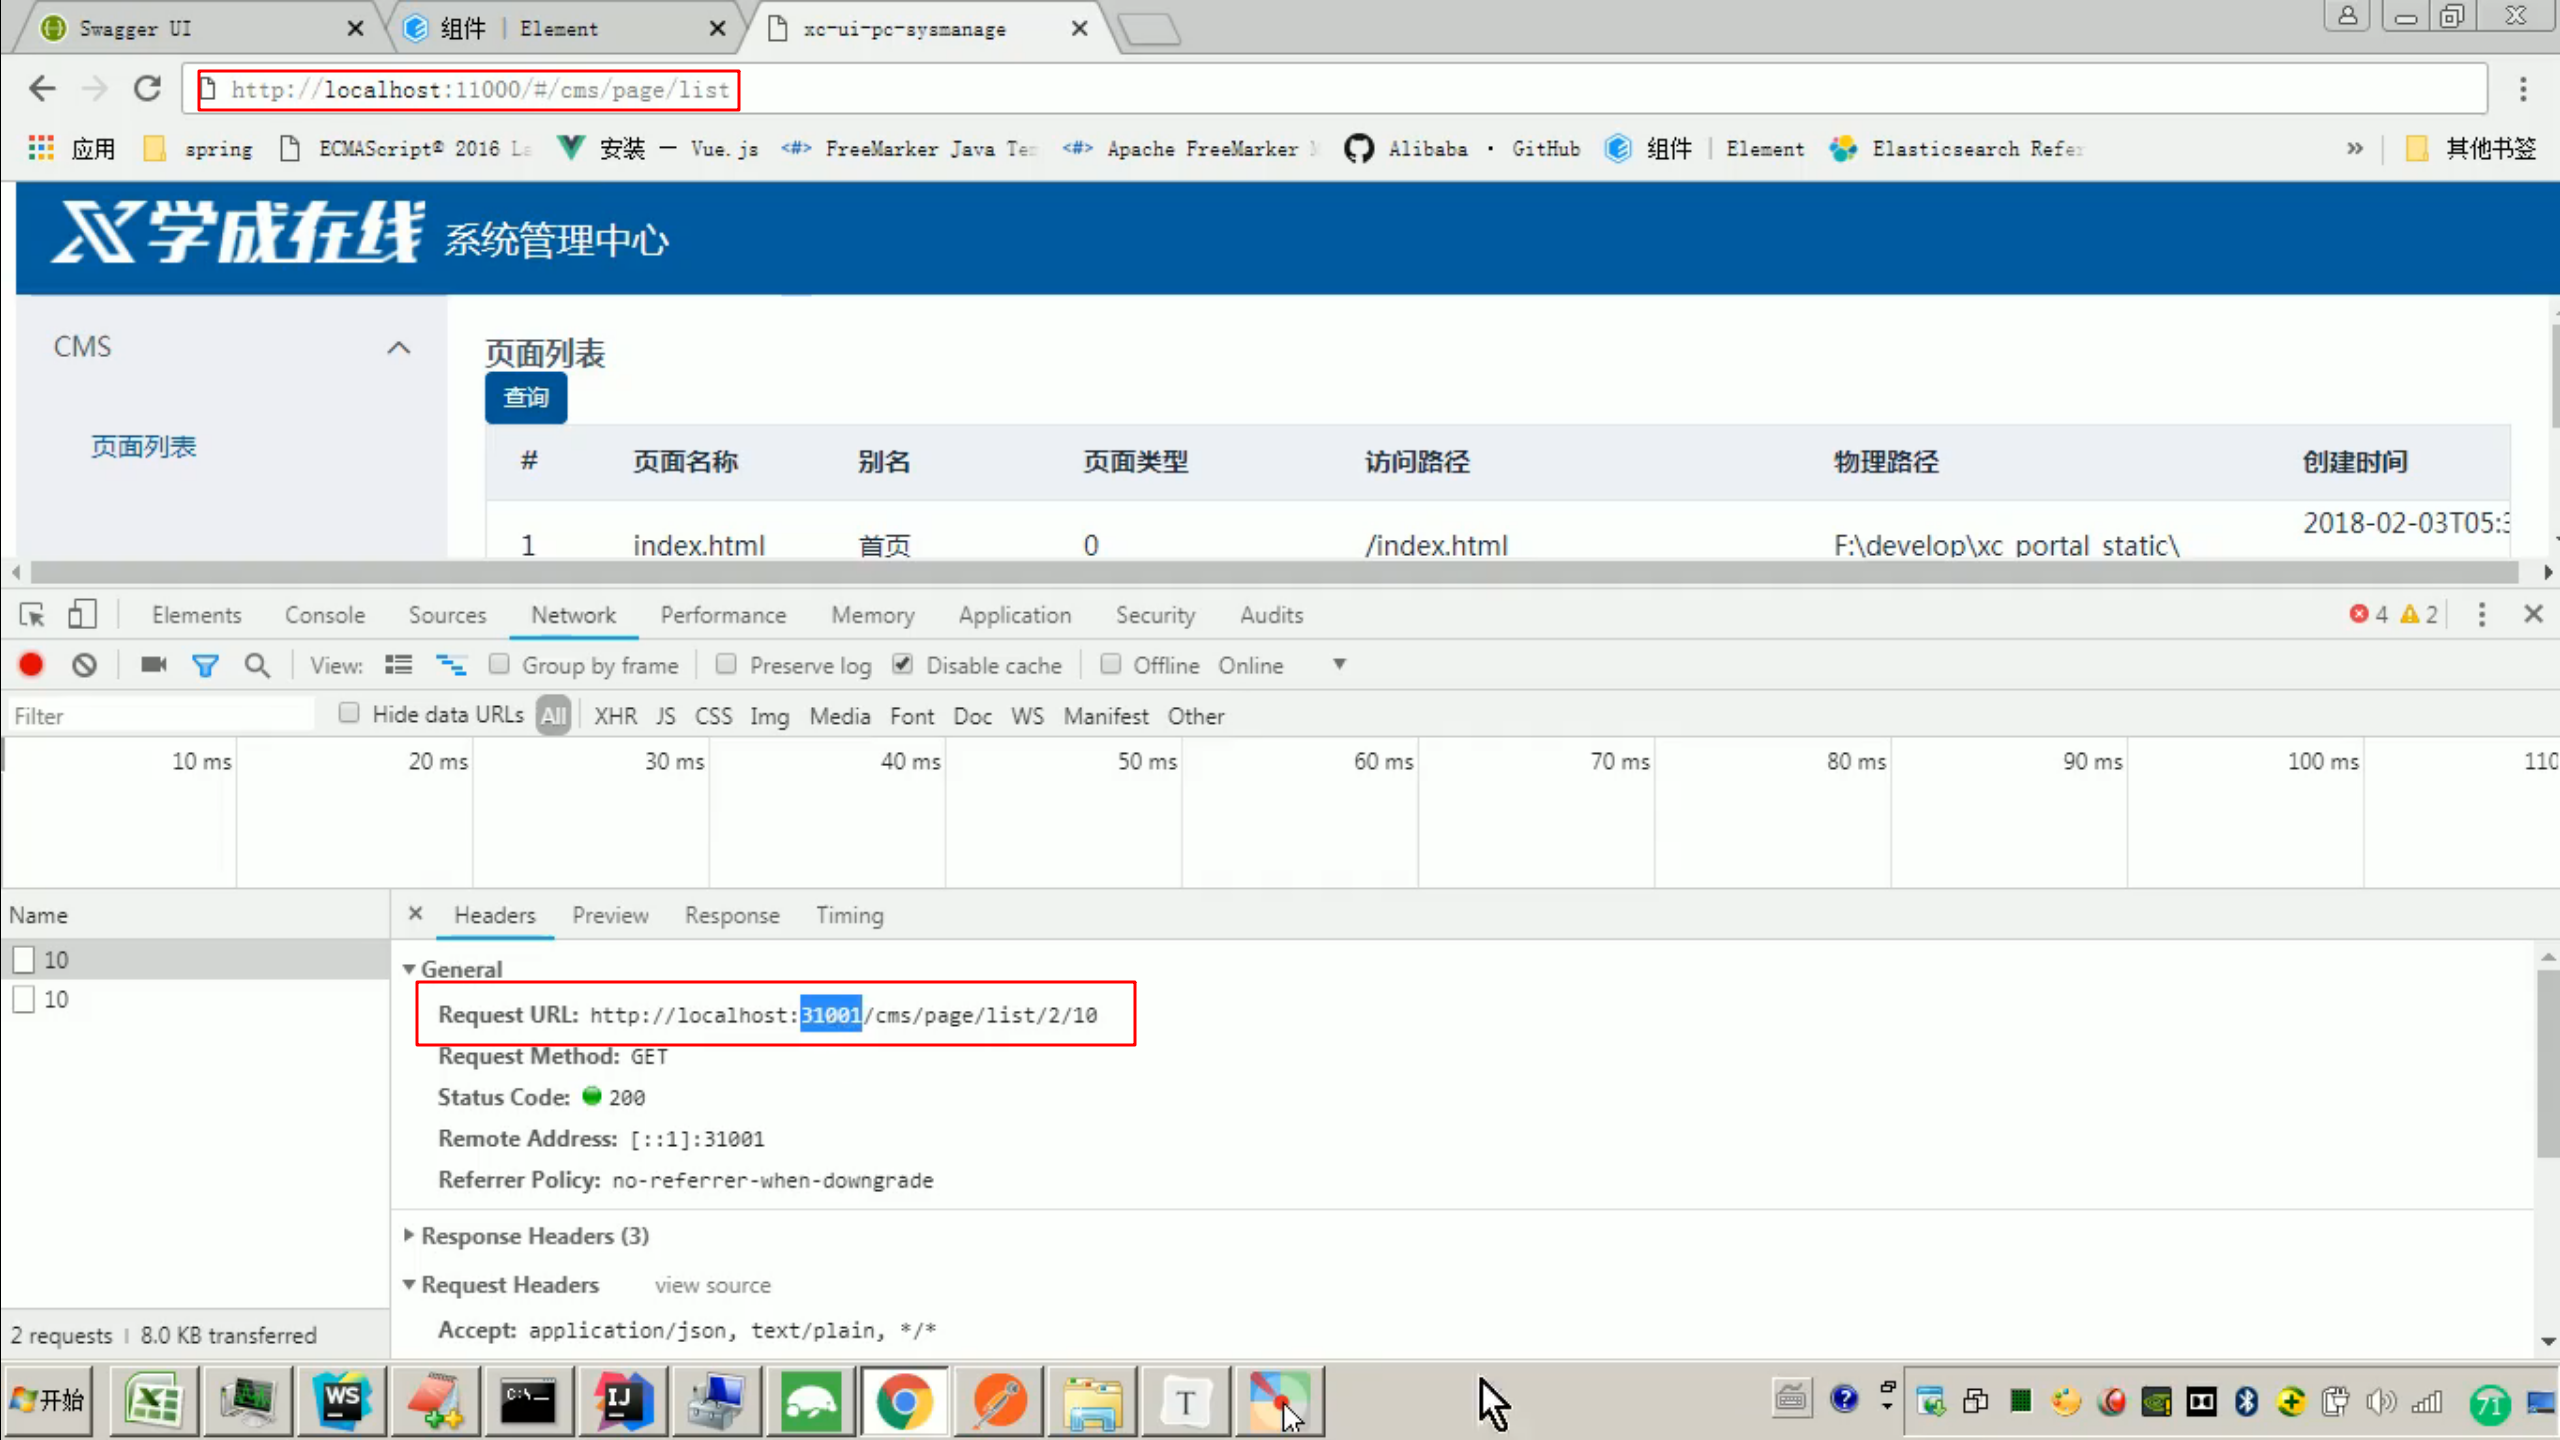 Swagger UI
组件 | Element
xc-ui-pc-sysmanage
http://localhost:11000/#/cms/page/list
应用 spring ECMAScript® 2016 安装 — Vue.js FreeMarker Java Apache FreeMarker Alibaba · GitHub 组件 | Element Elasticsearch » 其他书签
学成在线 系统管理中心
CMS
页面列表
页面列表
查询
# 页面名称 别名 页面类型 访问路径 物理路径 创建时间
1 index.html 首页 0 /index.html F:\develop\xc_portal_static\ 2018-02-03T05:
Elements Console Sources Network Performance Memory Application Security Audits 4 2
View: Group by frame Preserve log Disable cache Offline Online
Filter Hide data URLs All XHR JS CSS Img Media Font Doc WS Manifest Other
10 ms 20 ms 30 ms 40 ms 50 ms 60 ms 70 ms 80 ms 90 ms 100 ms 110
Name
10
10
2 requests | 8.0 KB transferred
Headers Preview Response Timing
General
Request URL: http://localhost:31001/cms/page/list/2/10
Request Method: GET
Status Code: 200
Remote Address: [::1]:31001
Referrer Policy: no-referrer-when-downgrade
Response Headers (3)
Request Headers view source
Accept: application/json, text/plain, */*
开始 WS C:\_ IJ T 71